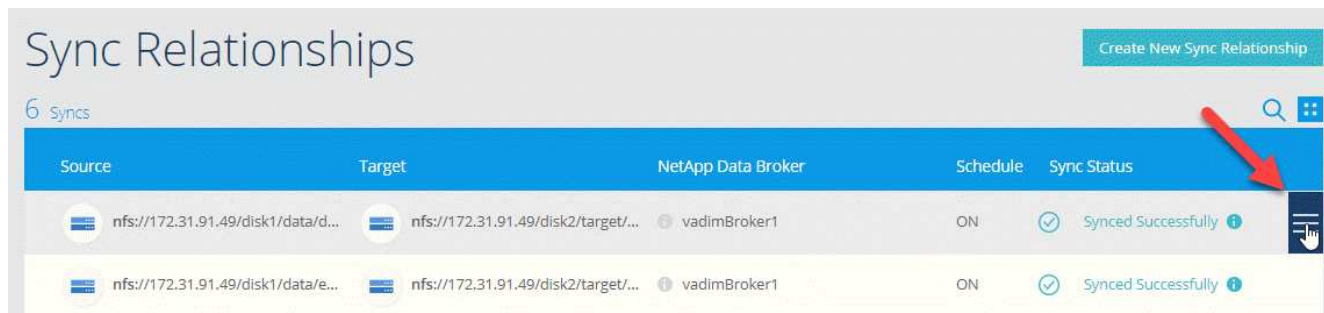 Sync Relationships
Create New Sync Relationship
6 Syncs
Source Target NetApp Data Broker Schedule Sync Status
nfs://172.31.91.49/disk1/data/d... nfs://172.31.91.49/disk2/target/... vadimBroker1 ON Synced Successfully
nfs://172.31.91.49/disk1/data/e... nfs://172.31.91.49/disk2/target/... vadimBroker1 ON Synced Successfully